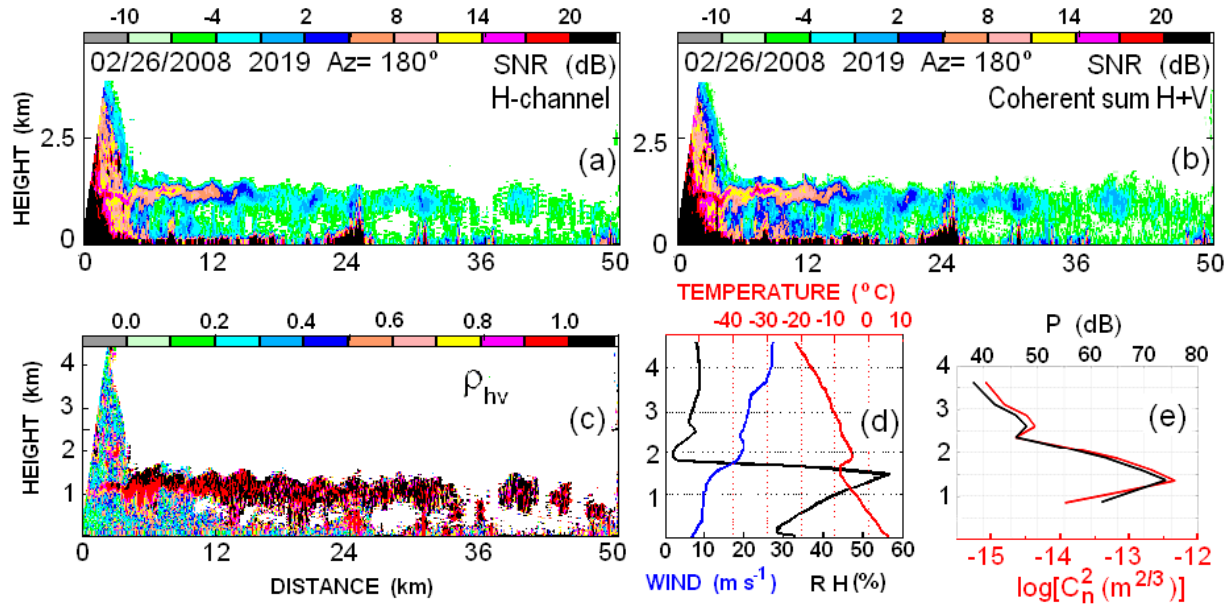 -10 -4 2 8 14 20
02/26/2008 2019 Az= 180° SNR (dB)
H-channel
(a)
HEIGHT (km)
2.5
0
0 12 24 36 50
-10 -4 2 8 14 20
02/26/2008 2019 Az= 180° SNR (dB)
Coherent sum H+V
(b)
2.5
0
0 12 24 36 50
0.0 0.2 0.4 0.6 0.8 1.0
ρhv
(c)
HEIGHT (km)
4
3
2
1
0 12 24 36 50
DISTANCE (km)
TEMPERATURE (°C)
-40 -30 -20 -10 0 10
(d)
4
3
2
1
0 10 20 30 40 50 60
WIND (m s-1) RH (%)
P (dB)
40 50 60 70 80
(e)
4
3
2
1
-15 -14 -13 -12
log[C²n (m2/3)]